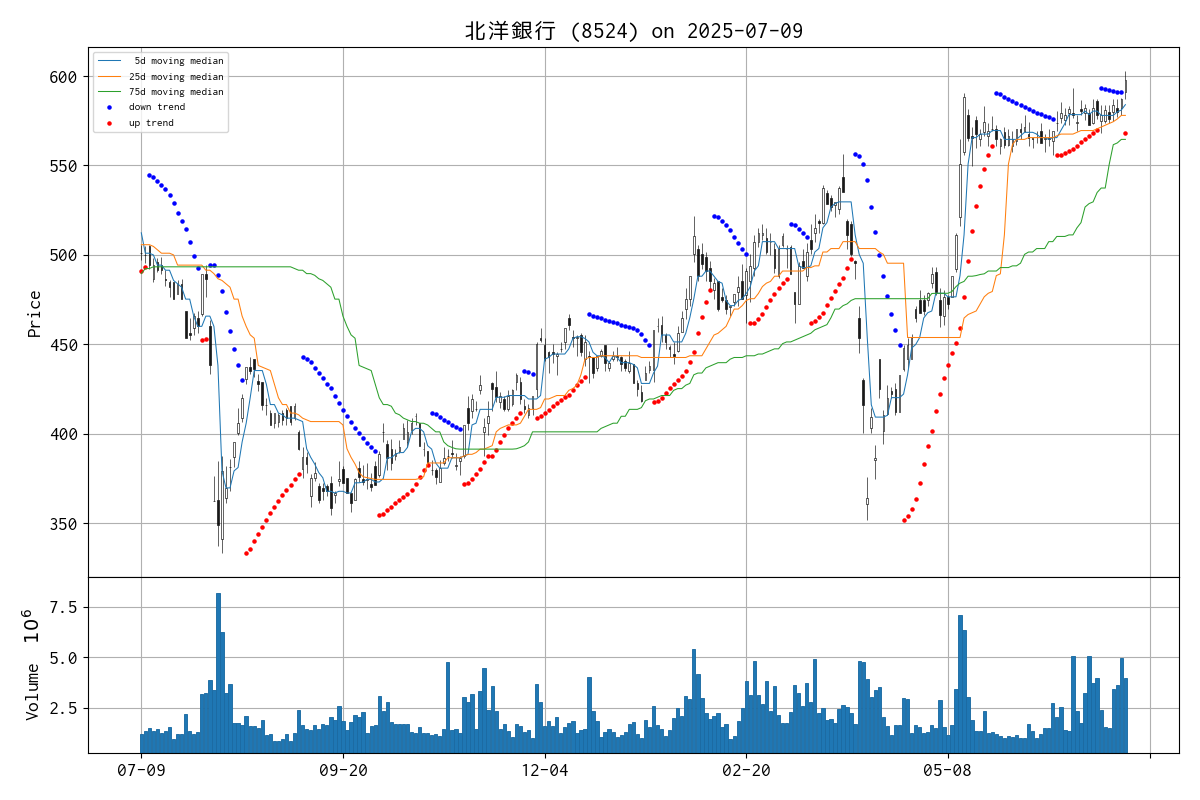 北洋銀行 (8524) on 2025-07-09
5d moving median
25d moving median
75d moving median
down trend
up trend
600
550
500
450
400
350
Price
7.5
5.0
2.5
Volume 10⁶
07-09
09-20
12-04
02-20
05-08